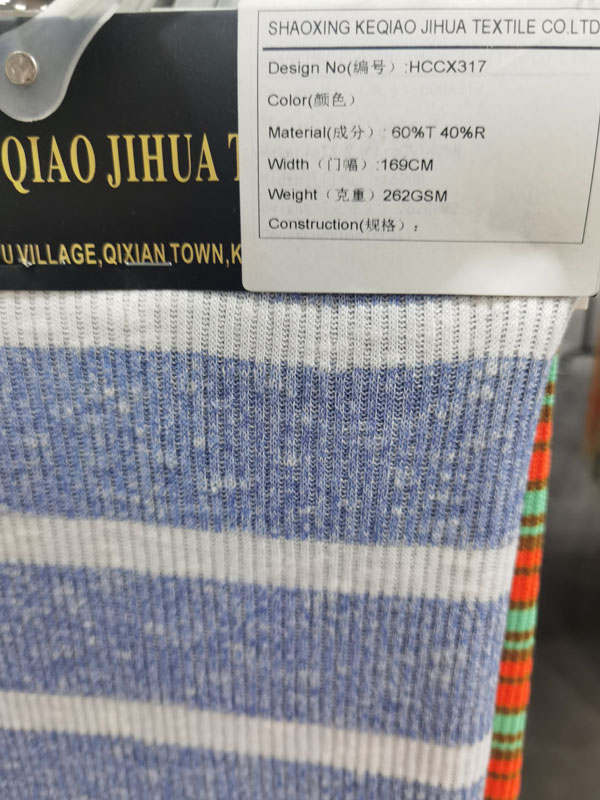 SHAOXING KEQIAO JIHUA TEXTILE CO.LTD
Design No(编号）:HCCX317
Color(颜色）
Material(成分）: 60%T 40%R
Width（门幅）:169CM
Weight（克重）262GSM
Construction(规格）：
QIAO JIHUA T
U VILLAGE,QIXIAN TOWN,K